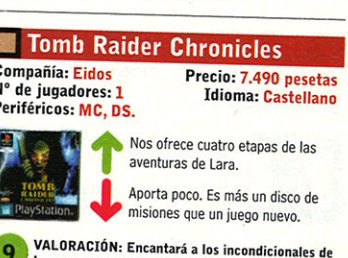 Tomb Raider Chronicles
Compañía: Eidos
Precio: 7.490 pesetas
Nº de jugadores: 1
Idioma: Castellano
Periféricos: MC, DS.
Nos ofrece cuatro etapas de las
aventuras de Lara.
Aporta poco. Es más un disco de
misiones que un juego nuevo.
TOMB
RAIDER
PlayStation
9
VALORACIÓN: Encantará a los incondicionales de